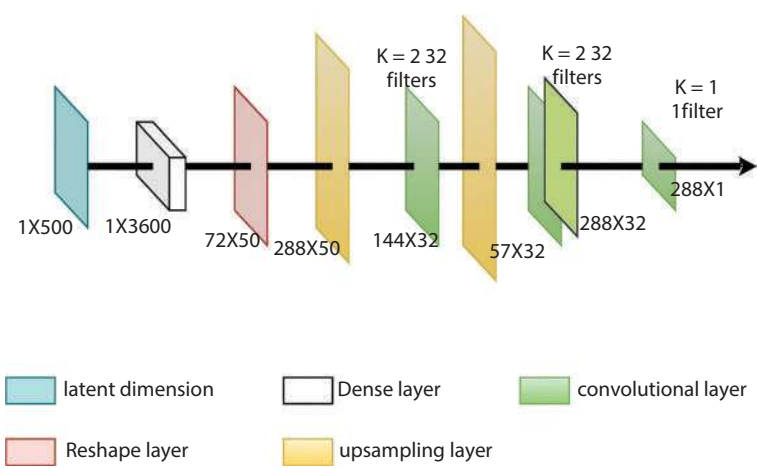 K = 2 32
filters
K = 2 32
filters
K = 1
1filter
1X500
1X3600
72X50
288X50
144X32
57X32
288X32
288X1
latent dimension
Dense layer
convolutional layer
Reshape layer
upsampling layer